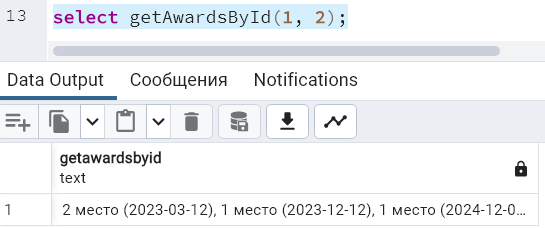 13 select getAwardsById(1, 2);
Data Output Сообщения Notifications
getawardsbyid
text
1 2 место (2023-03-12), 1 место (2023-12-12), 1 место (2024-12-0…